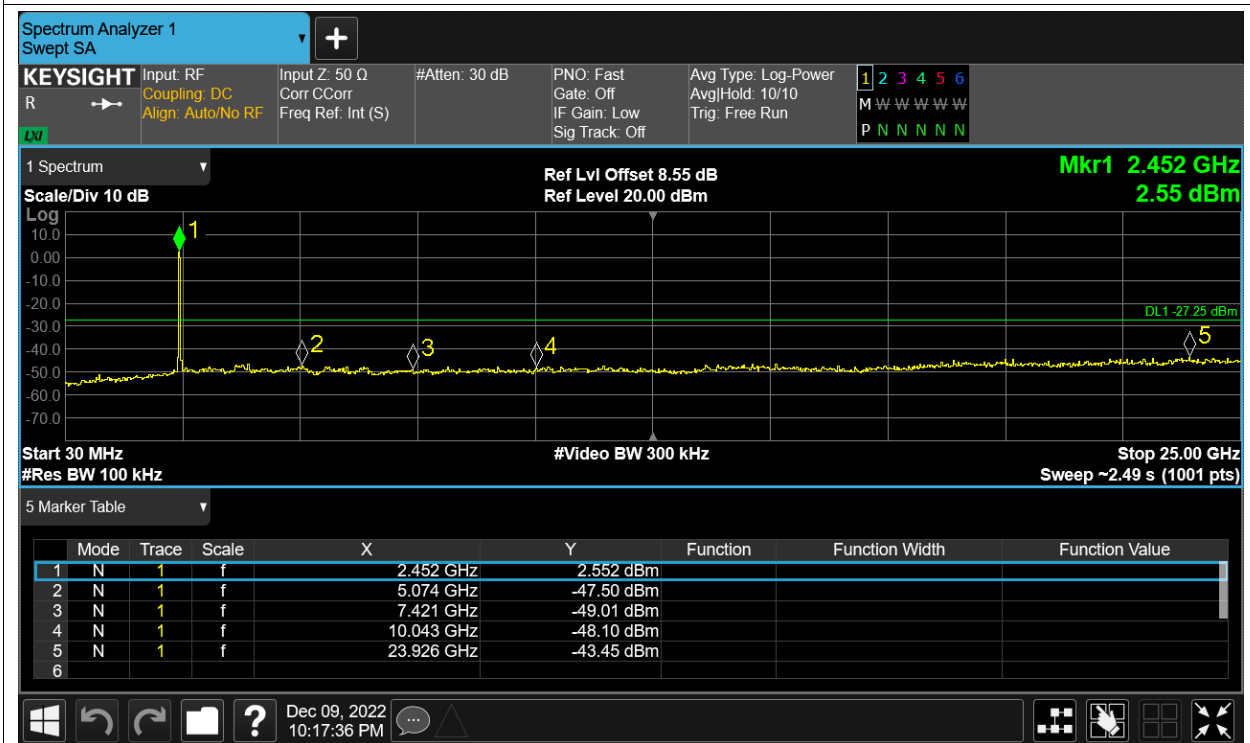 Spectrum Analyzer 1
Swept SA
KEYSIGHT Input: RF Input Z: 50 Ω #Atten: 30 dB PNO: Fast Avg Type: Log-Power 1 2 3 4 5 6
R Coupling: DC Corr CCorr Gate: Off Avg|Hold: 10/10 M W W W W W W
Align: Auto/No RF Freq Ref: Int (S) IF Gain: Low Trig: Free Run
LXI Sig Track: Off P N N N N N N
1 Spectrum Ref Lvl Offset 8.55 dB Mkr1 2.452 GHz
Scale/Div 10 dB Ref Level 20.00 dBm 2.55 dBm
Log
10.0 1
0.00
-10.0
-20.0
DL1 -27.25 dBm
-30.0
-40.0 2 3 4 5
-50.0
-60.0
-70.0
Start 30 MHz #Video BW 300 kHz Stop 25.00 GHz
#Res BW 100 kHz Sweep ~2.49 s (1001 pts)
5 Marker Table
Mode Trace Scale X Y Function Function Width Function Value
1 N 1 f 2.452 GHz 2.552 dBm
2 N 1 f 5.074 GHz -47.50 dBm
3 N 1 f 7.421 GHz -49.01 dBm
4 N 1 f 10.043 GHz -48.10 dBm
5 N 1 f 23.926 GHz -43.45 dBm
6
? Dec 09, 2022
10:17:36 PM